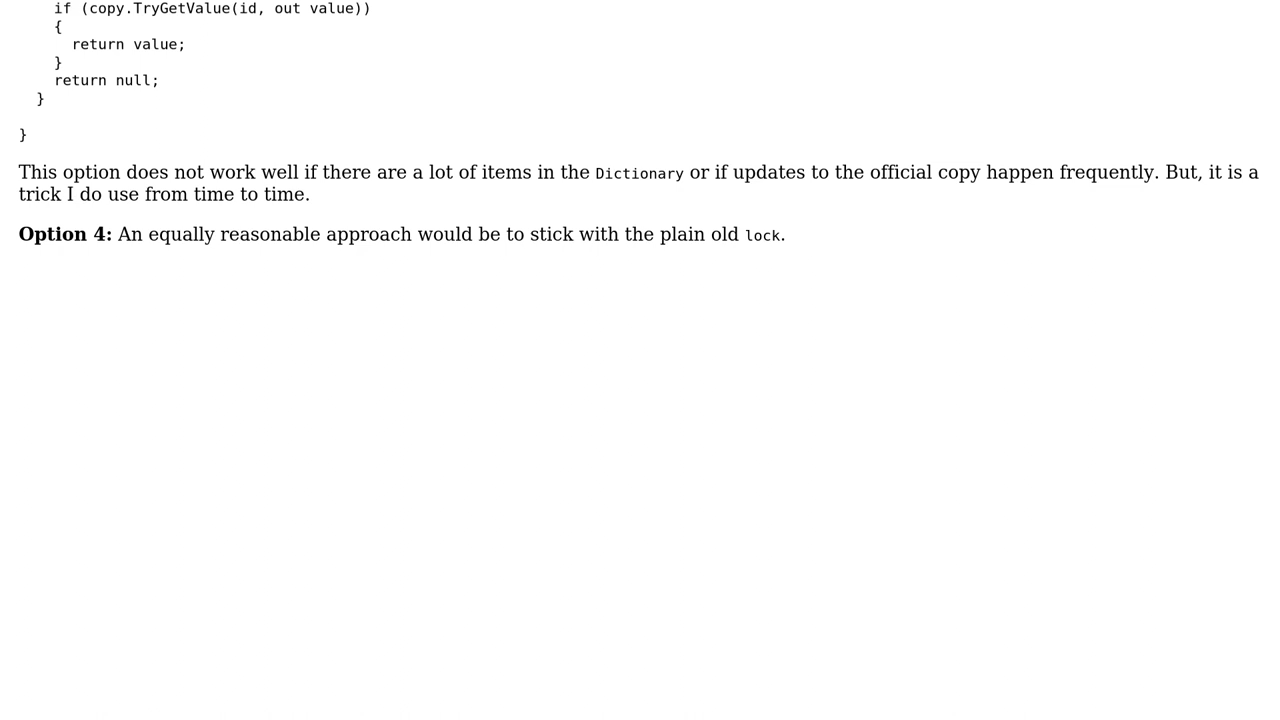 if (copy.TryGetValue(id, out value))
    {
      return value;
    }
    return null;
  }

}
This option does not work well if there are a lot of items in the Dictionary or if updates to the official copy happen frequently. But, it is a
trick I do use from time to time.
Option 4: An equally reasonable approach would be to stick with the plain old lock.